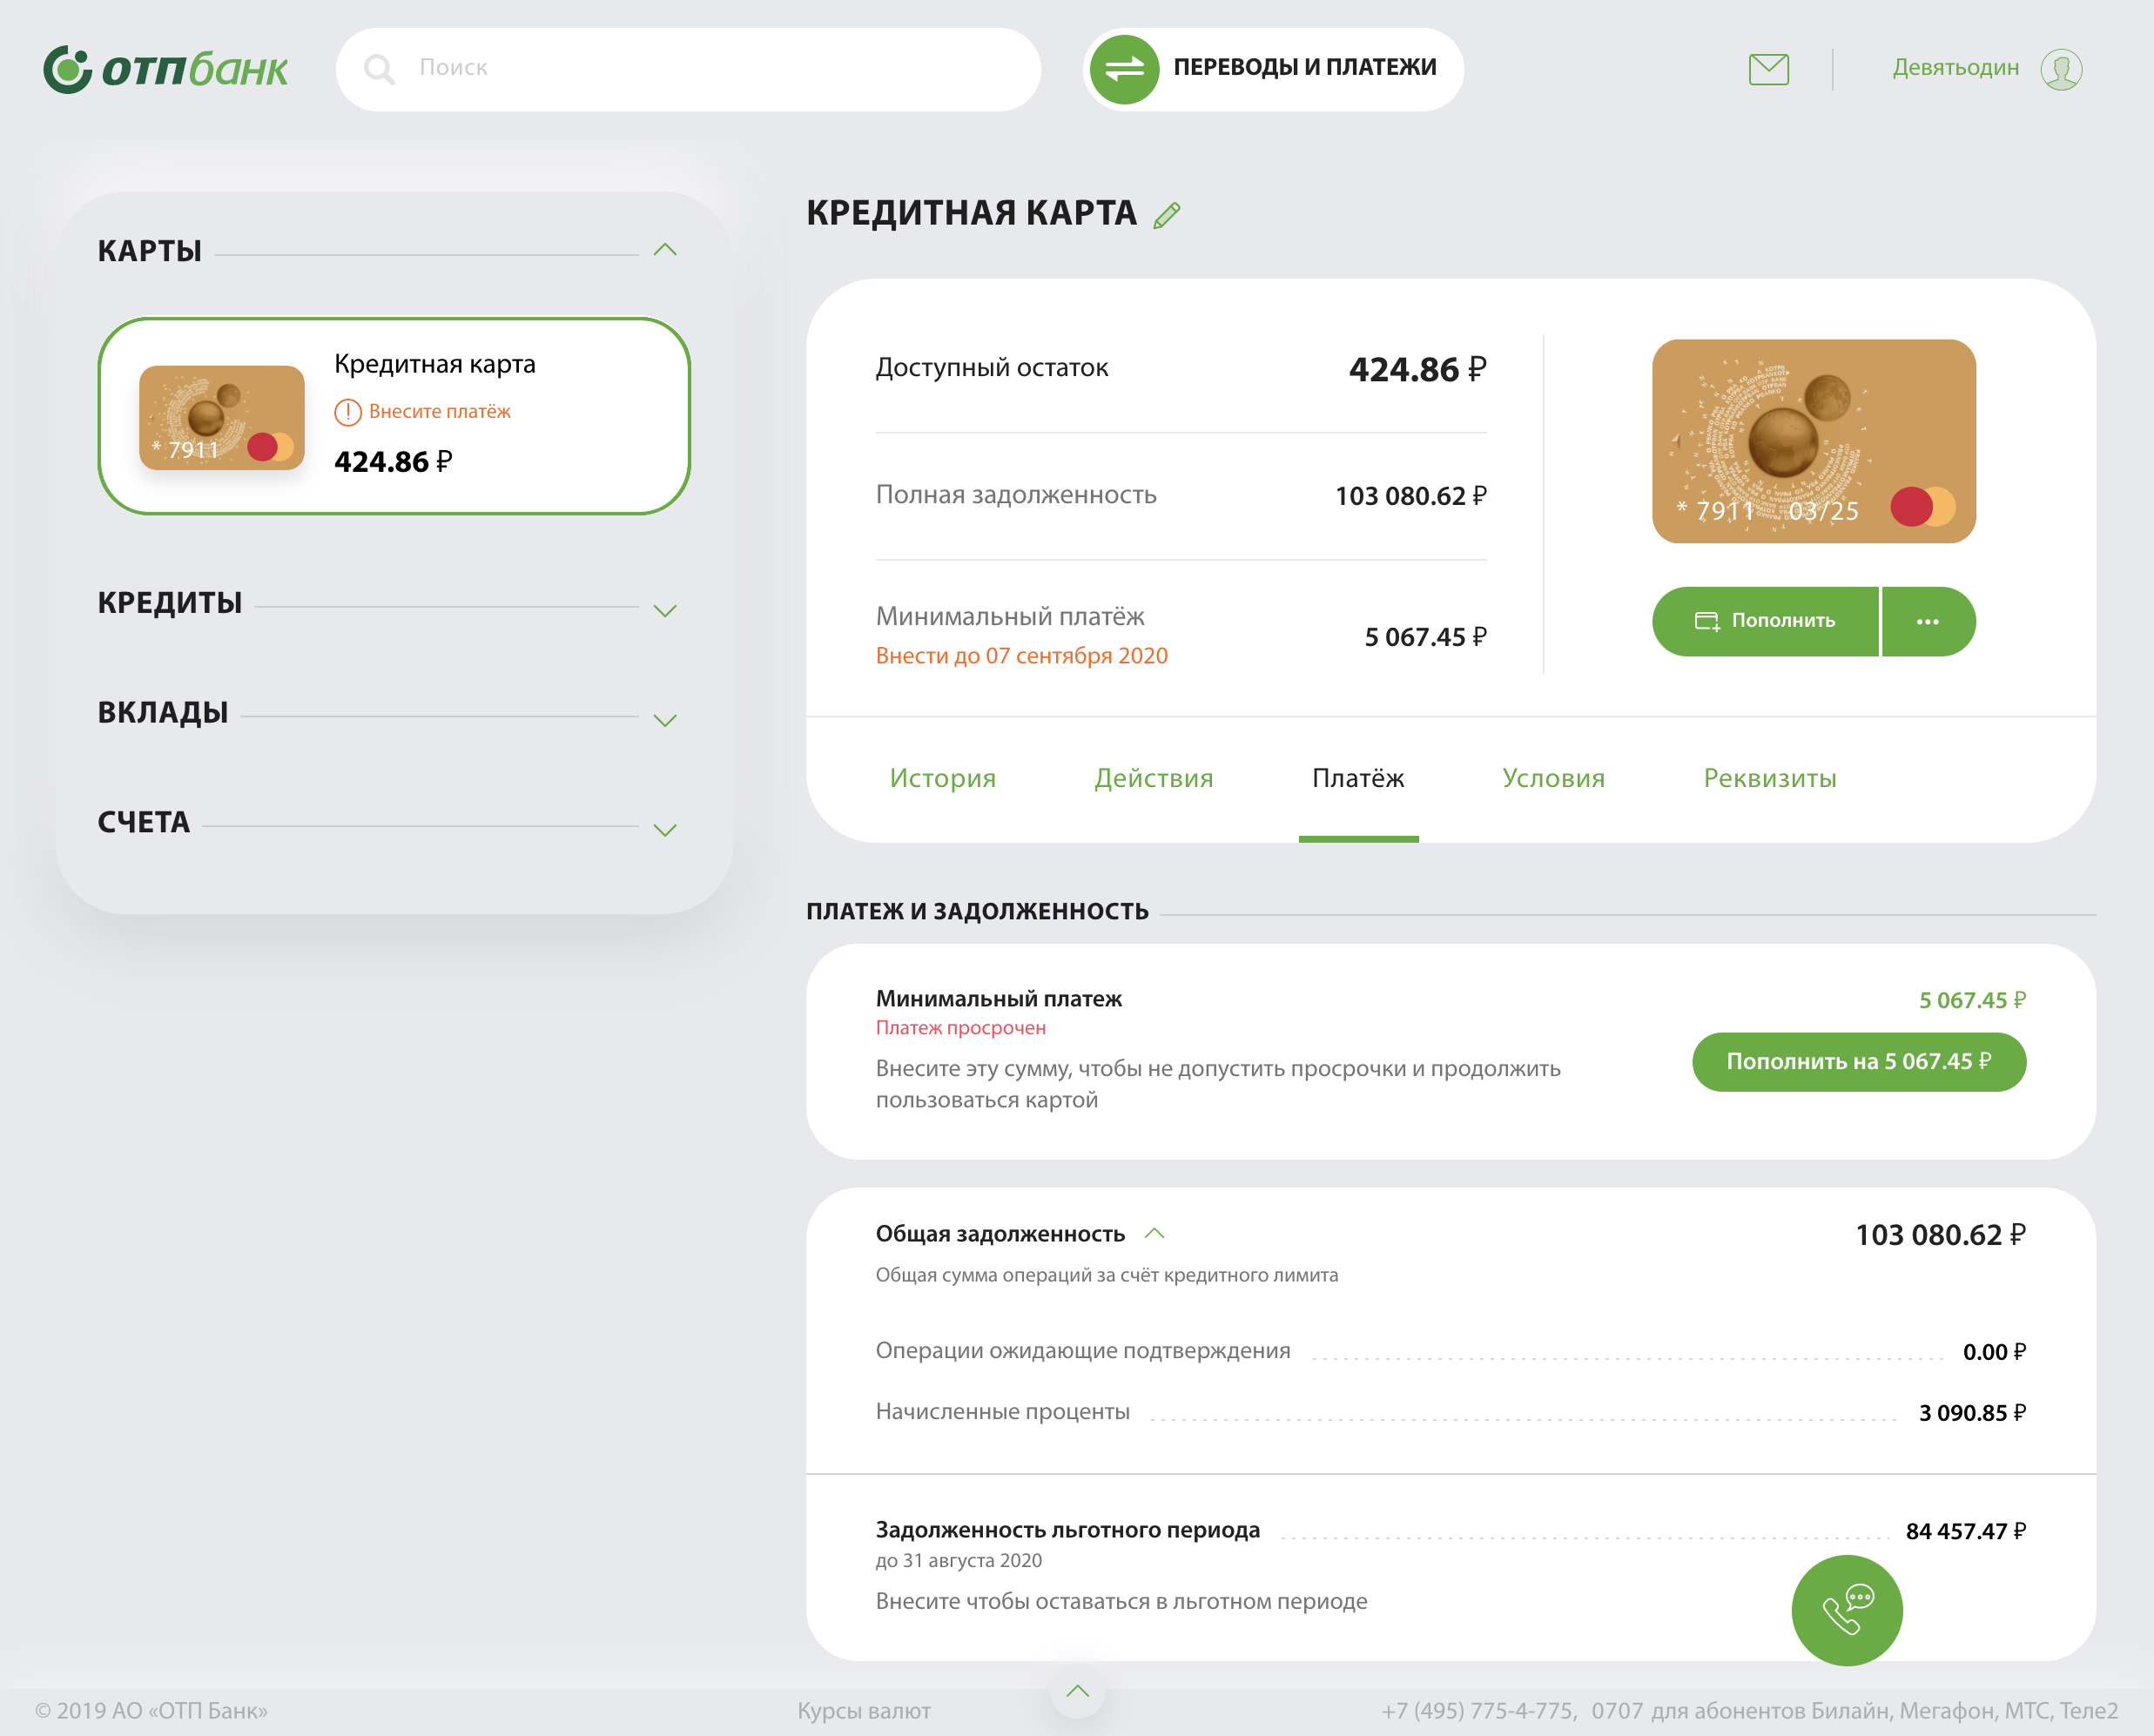 ОТПбанк
Поиск
ПЕРЕВОДЫ И ПЛАТЕЖИ
Девятьодин
КАРТЫ
Кредитная карта
Внесите платёж
* 7911
424.86 ₽
КРЕДИТЫ
ВКЛАДЫ
СЧЕТА
КРЕДИТНАЯ КАРТА
Доступный остаток 424.86 ₽
Полная задолженность 103 080.62 ₽
Минимальный платёж 5 067.45 ₽
Внести до 07 сентября 2020
* 7911 03/25
Пополнить
История Действия Платёж Условия Реквизиты
ПЛАТЕЖ И ЗАДОЛЖЕННОСТЬ
Минимальный платеж 5 067.45 ₽
Платеж просрочен
Внесите эту сумму, чтобы не допустить просрочки и продолжить
пользоваться картой
Пополнить на 5 067.45 ₽
Общая задолженность 103 080.62 ₽
Общая сумма операций за счёт кредитного лимита
Операции ожидающие подтверждения 0.00 ₽
Начисленные проценты 3 090.85 ₽
Задолженность льготного периода 84 457.47 ₽
до 31 августа 2020
Внесите чтобы оставаться в льготном периоде
© 2019 АО «ОТП Банк» Курсы валют +7 (495) 775-4-775, 0707 для абонентов Билайн, Мегафон, МТС, Теле2